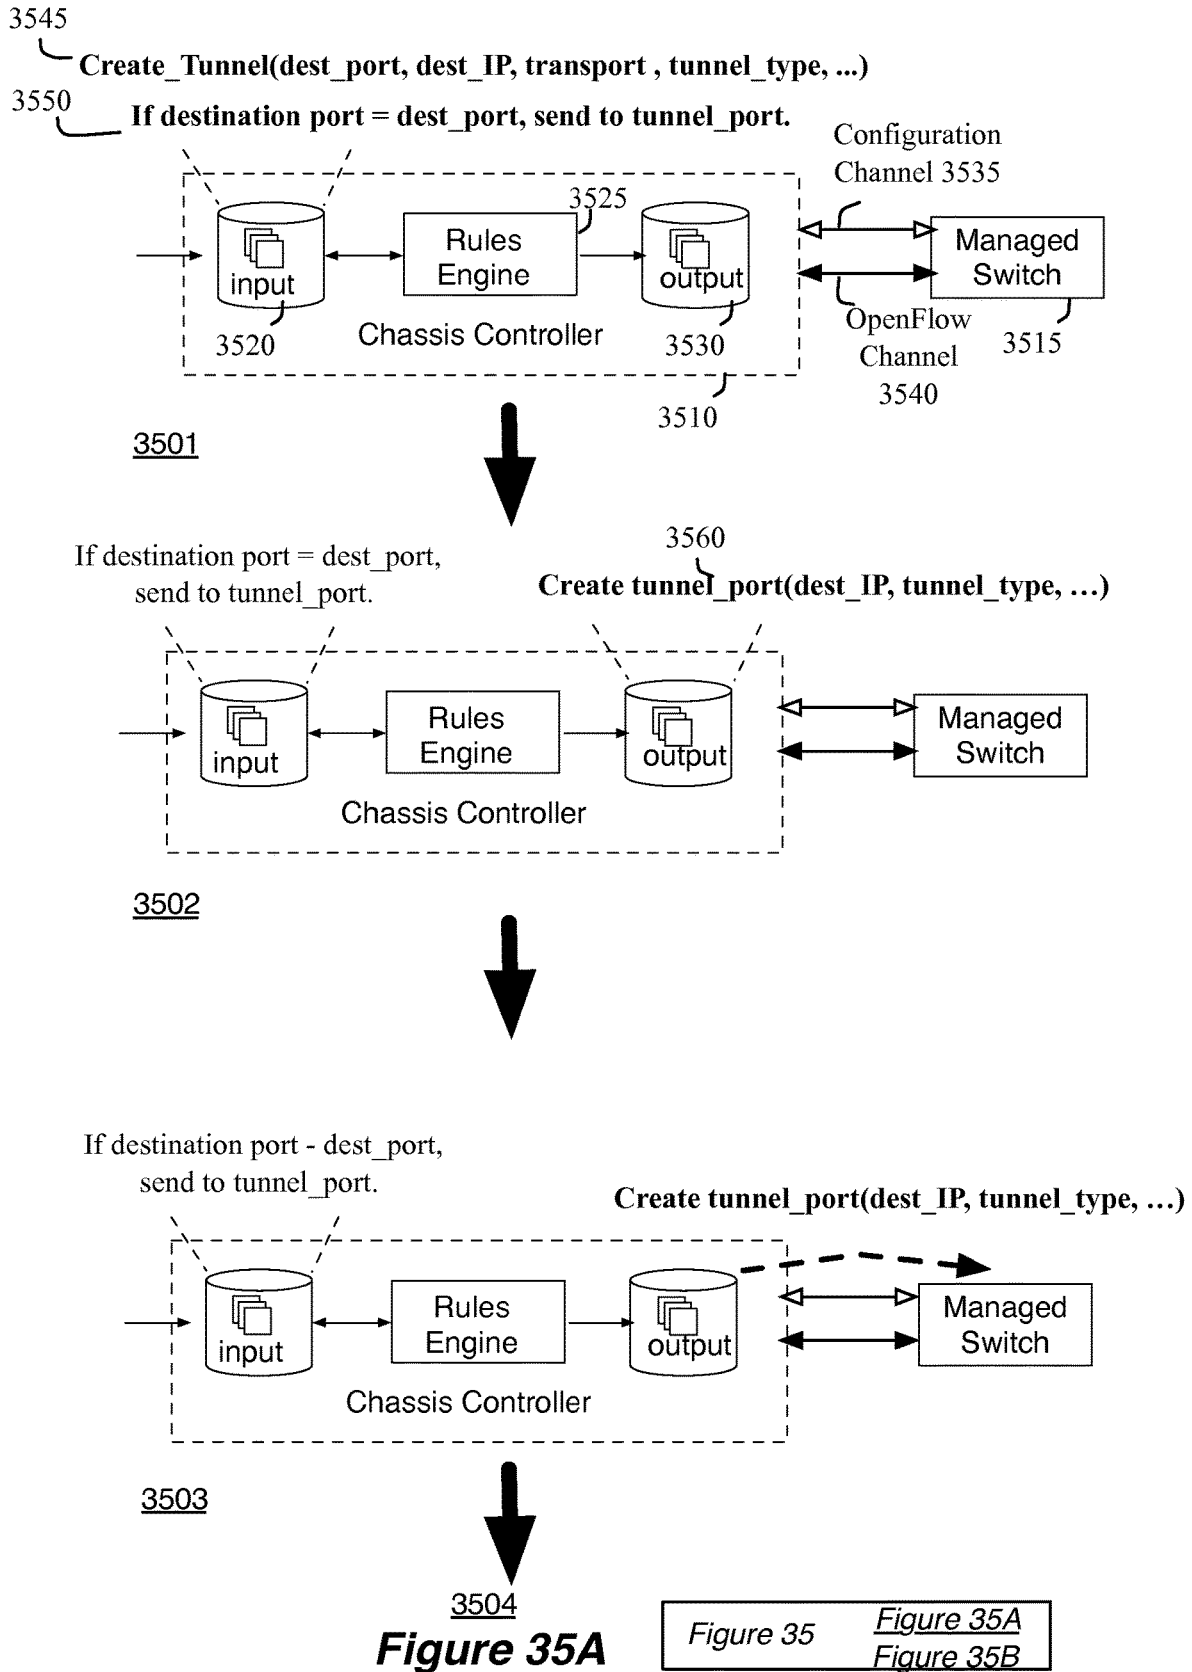 3545
Create_Tunnel(dest_port, dest_IP, transport , tunnel_type, ...)
3550
If destination port = dest_port, send to tunnel_port.
Configuration
Channel 3535
3525
input
Rules
Engine
output
Managed
Switch
3520
Chassis Controller
3530
OpenFlow
Channel
3540
3515
3510
3501
If destination port = dest_port,
send to tunnel_port.
3560
Create tunnel_port(dest_IP, tunnel_type, …)
input
Rules
Engine
output
Managed
Switch
Chassis Controller
3502
If destination port - dest_port,
send to tunnel_port.
Create tunnel_port(dest_IP, tunnel_type, …)
input
Rules
Engine
output
Managed
Switch
Chassis Controller
3503
3504
Figure 35A
Figure 35
Figure 35A
Figure 35B